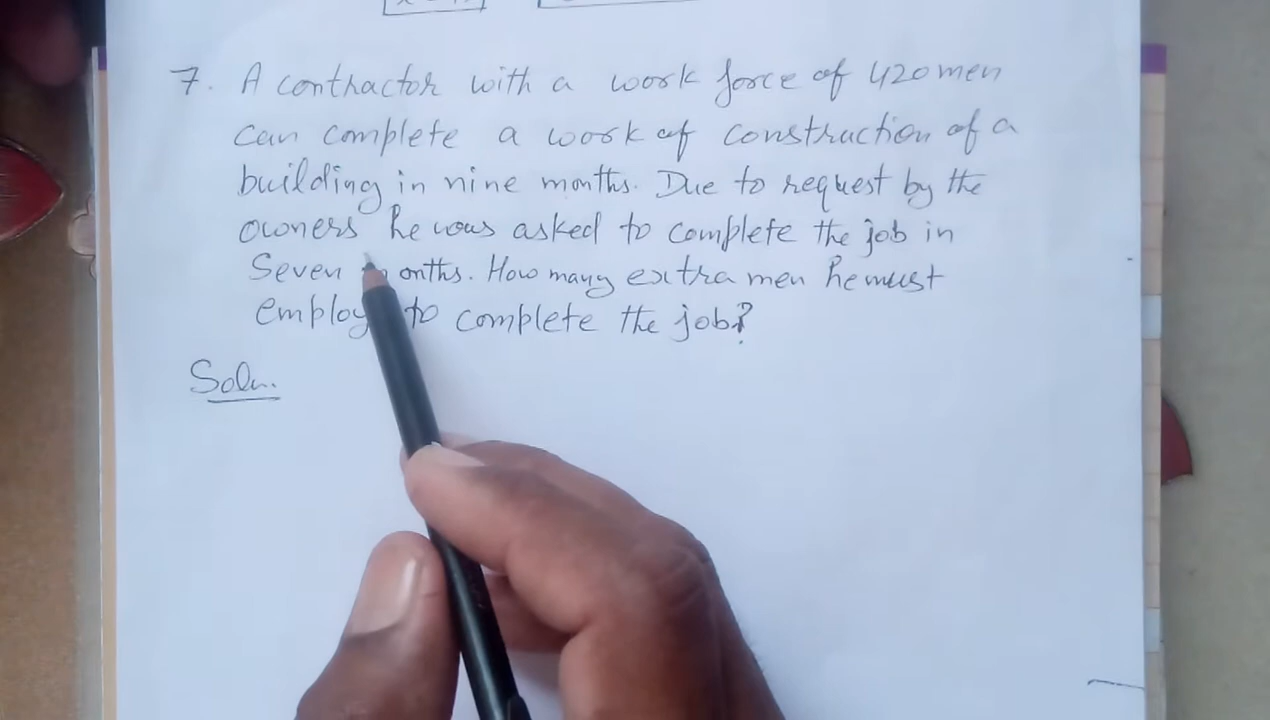 7. A contractor with a work force of 420 men
can complete a work of construction of a
building in nine months. Due to request by the
owners he was asked to complete the job in
Seven onths. How many extra men he must
employ to complete the job?
Soln.